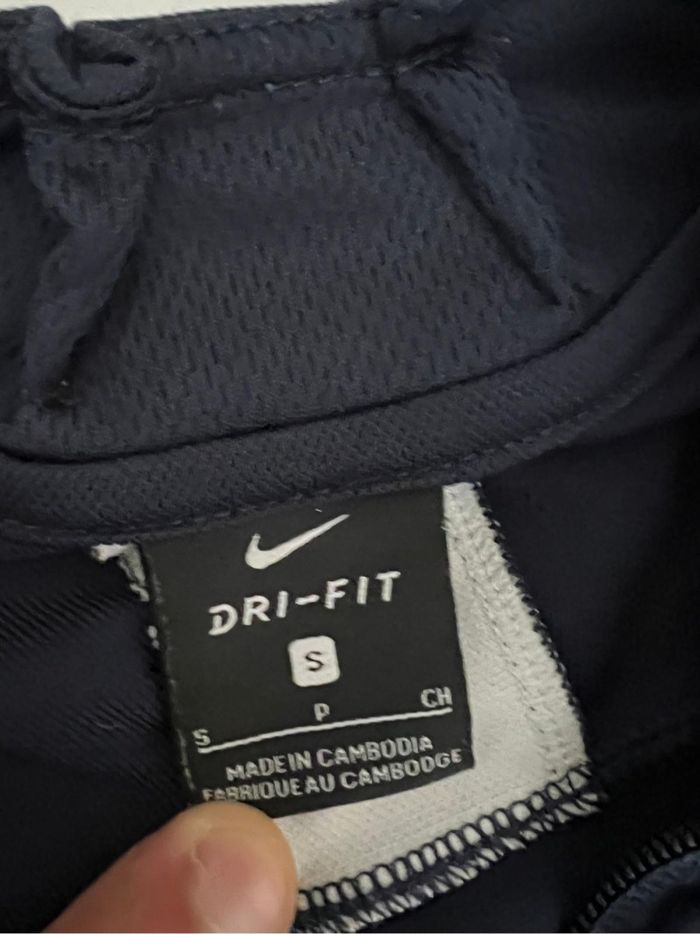 DRI-FIT
S
S P CH
MADE IN CAMBODIA
FABRIQUE AU CAMBODGE